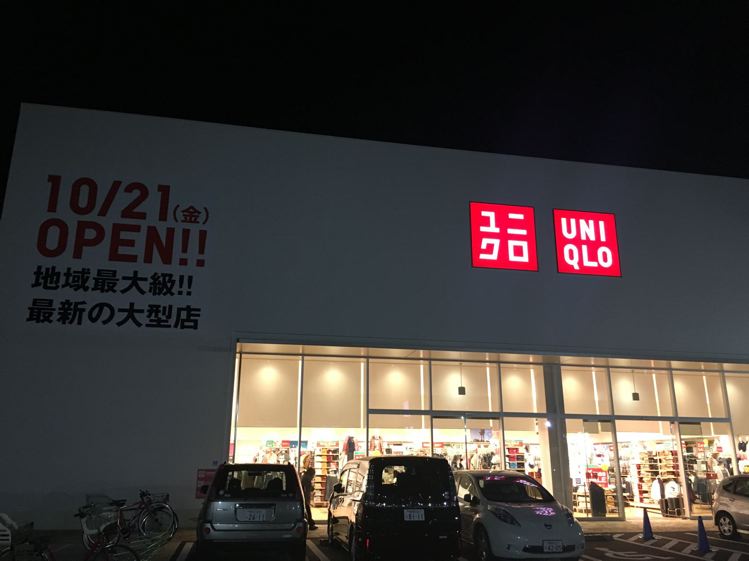 10/21(金)
OPEN!!
地域最大級!!
最新の大型店
ユニ
クロ
UNI
QLO